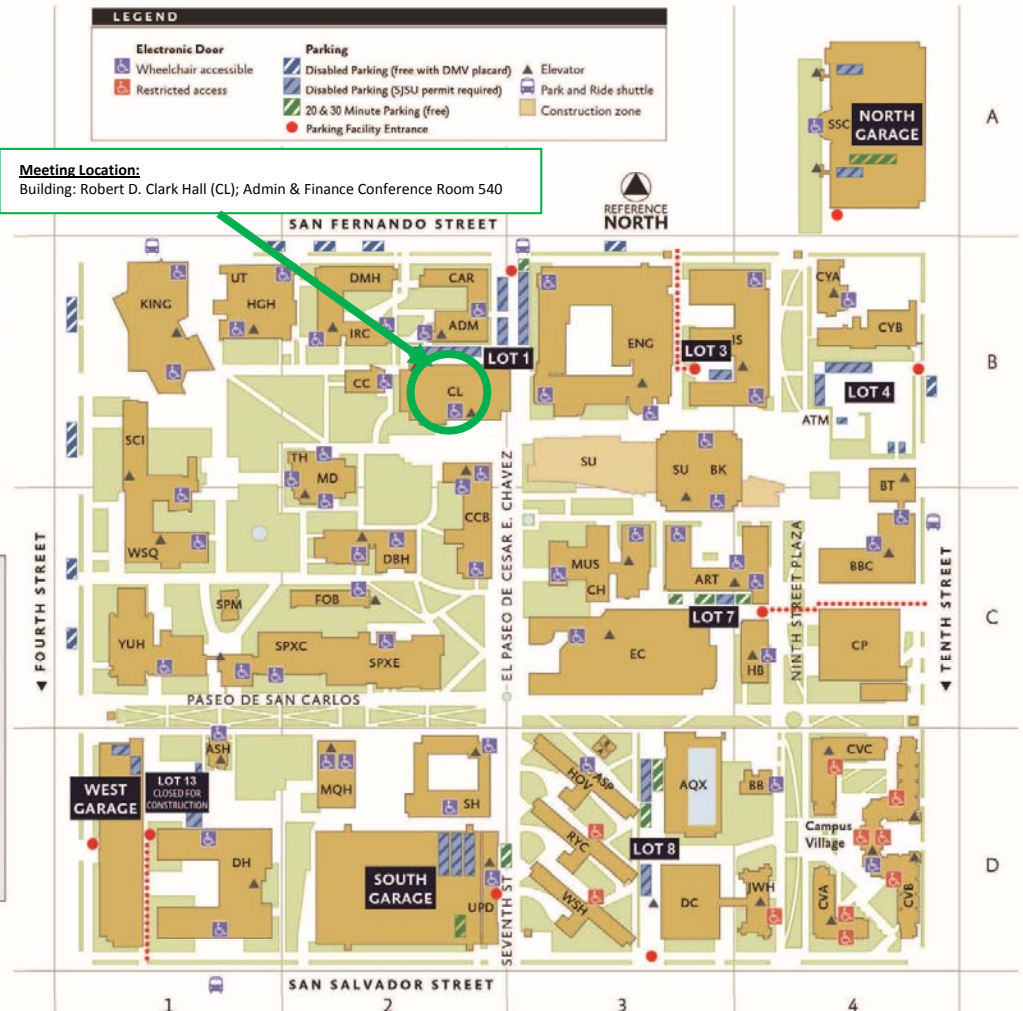 LEGEND
Electronic Door
Wheelchair accessible
Restricted access
Parking
Disabled Parking (free with DMV placard)
Disabled Parking (SJSU permit required)
20 & 30 Minute Parking (free)
Parking Facility Entrance
Elevator
Park and Ride shuttle
Construction zone
SSC
NORTH
GARAGE
A
Meeting Location:
Building: Robert D. Clark Hall (CL); Admin & Finance Conference Room 540
REFERENCE
NORTH
SAN FERNANDO STREET
KING
UT
HGH
DMH
IRC
CAR
ADM
LOT 1
ENG
LOT 3
IS
CYA
CYB
B
CC
CL
LOT 4
ATM
SCI
TH
MD
SU
SU
BK
BT
CCB
EL PASEO DE CESAR E. CHAVEZ
WSQ
DBH
MUS
CH
ART
NINTH STREET PLAZA
BBC
FOURTH STREET
TENTH STREET
SPM
FOB
LOT 7
C
YUH
SPXC
SPXE
EC
HB
CP
PASEO DE SAN CARLOS
ASH
MQH
SH
HOV
ASP
AQX
BB
CVC
WEST
GARAGE
LOT 13
CLOSED FOR
CONSTRUCTION
RYC
Campus
Village
LOT 8
D
DH
SOUTH
GARAGE
UPD
SEVENTH ST
WSH
DC
JWH
CVA
CVB
SAN SALVADOR STREET
1
2
3
4